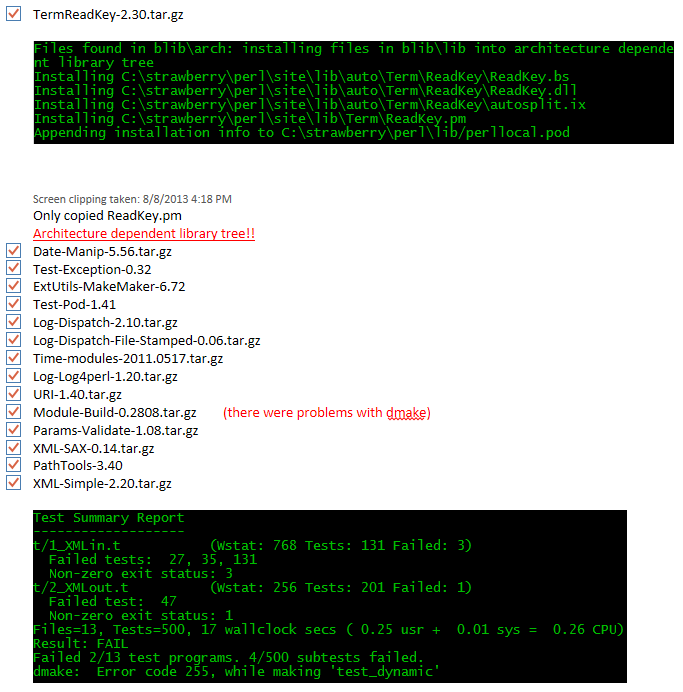 TermReadKey-2.30.tar.gz
Files found in blib\arch: installing files in blib\lib into architecture depende
nt library tree
Installing C:\strawberry\perl\site\lib\auto\Term\ReadKey\ReadKey.bs
Installing C:\strawberry\perl\site\lib\auto\Term\ReadKey\ReadKey.dll
Installing C:\strawberry\perl\site\lib\auto\Term\ReadKey\autosplit.ix
Installing C:\strawberry\perl\site\lib\Term\ReadKey.pm
Appending installation info to C:\strawberry\perl\lib/perllocal.pod
Screen clipping taken: 8/8/2013 4:18 PM
Only copied ReadKey.pm
Architecture dependent library tree!!
Date-Manip-5.56.tar.gz
Test-Exception-0.32
ExtUtils-MakeMaker-6.72
Test-Pod-1.41
Log-Dispatch-2.10.tar.gz
Log-Dispatch-File-Stamped-0.06.tar.gz
Time-modules-2011.0517.tar.gz
Log-Log4perl-1.20.tar.gz
URI-1.40.tar.gz
Module-Build-0.2808.tar.gz (there were problems with dmake)
Params-Validate-1.08.tar.gz
XML-SAX-0.14.tar.gz
PathTools-3.40
XML-Simple-2.20.tar.gz
Test Summary Report
-------------------
t/1_XMLin.t (Wstat: 768 Tests: 131 Failed: 3)
Failed tests: 27, 35, 131
Non-zero exit status: 3
t/2_XMLout.t (Wstat: 256 Tests: 201 Failed: 1)
Failed test: 47
Non-zero exit status: 1
Files=13, Tests=500, 17 wallclock secs ( 0.25 usr + 0.01 sys = 0.26 CPU)
Result: FAIL
Failed 2/13 test programs. 4/500 subtests failed.
dmake: Error code 255, while making 'test_dynamic'